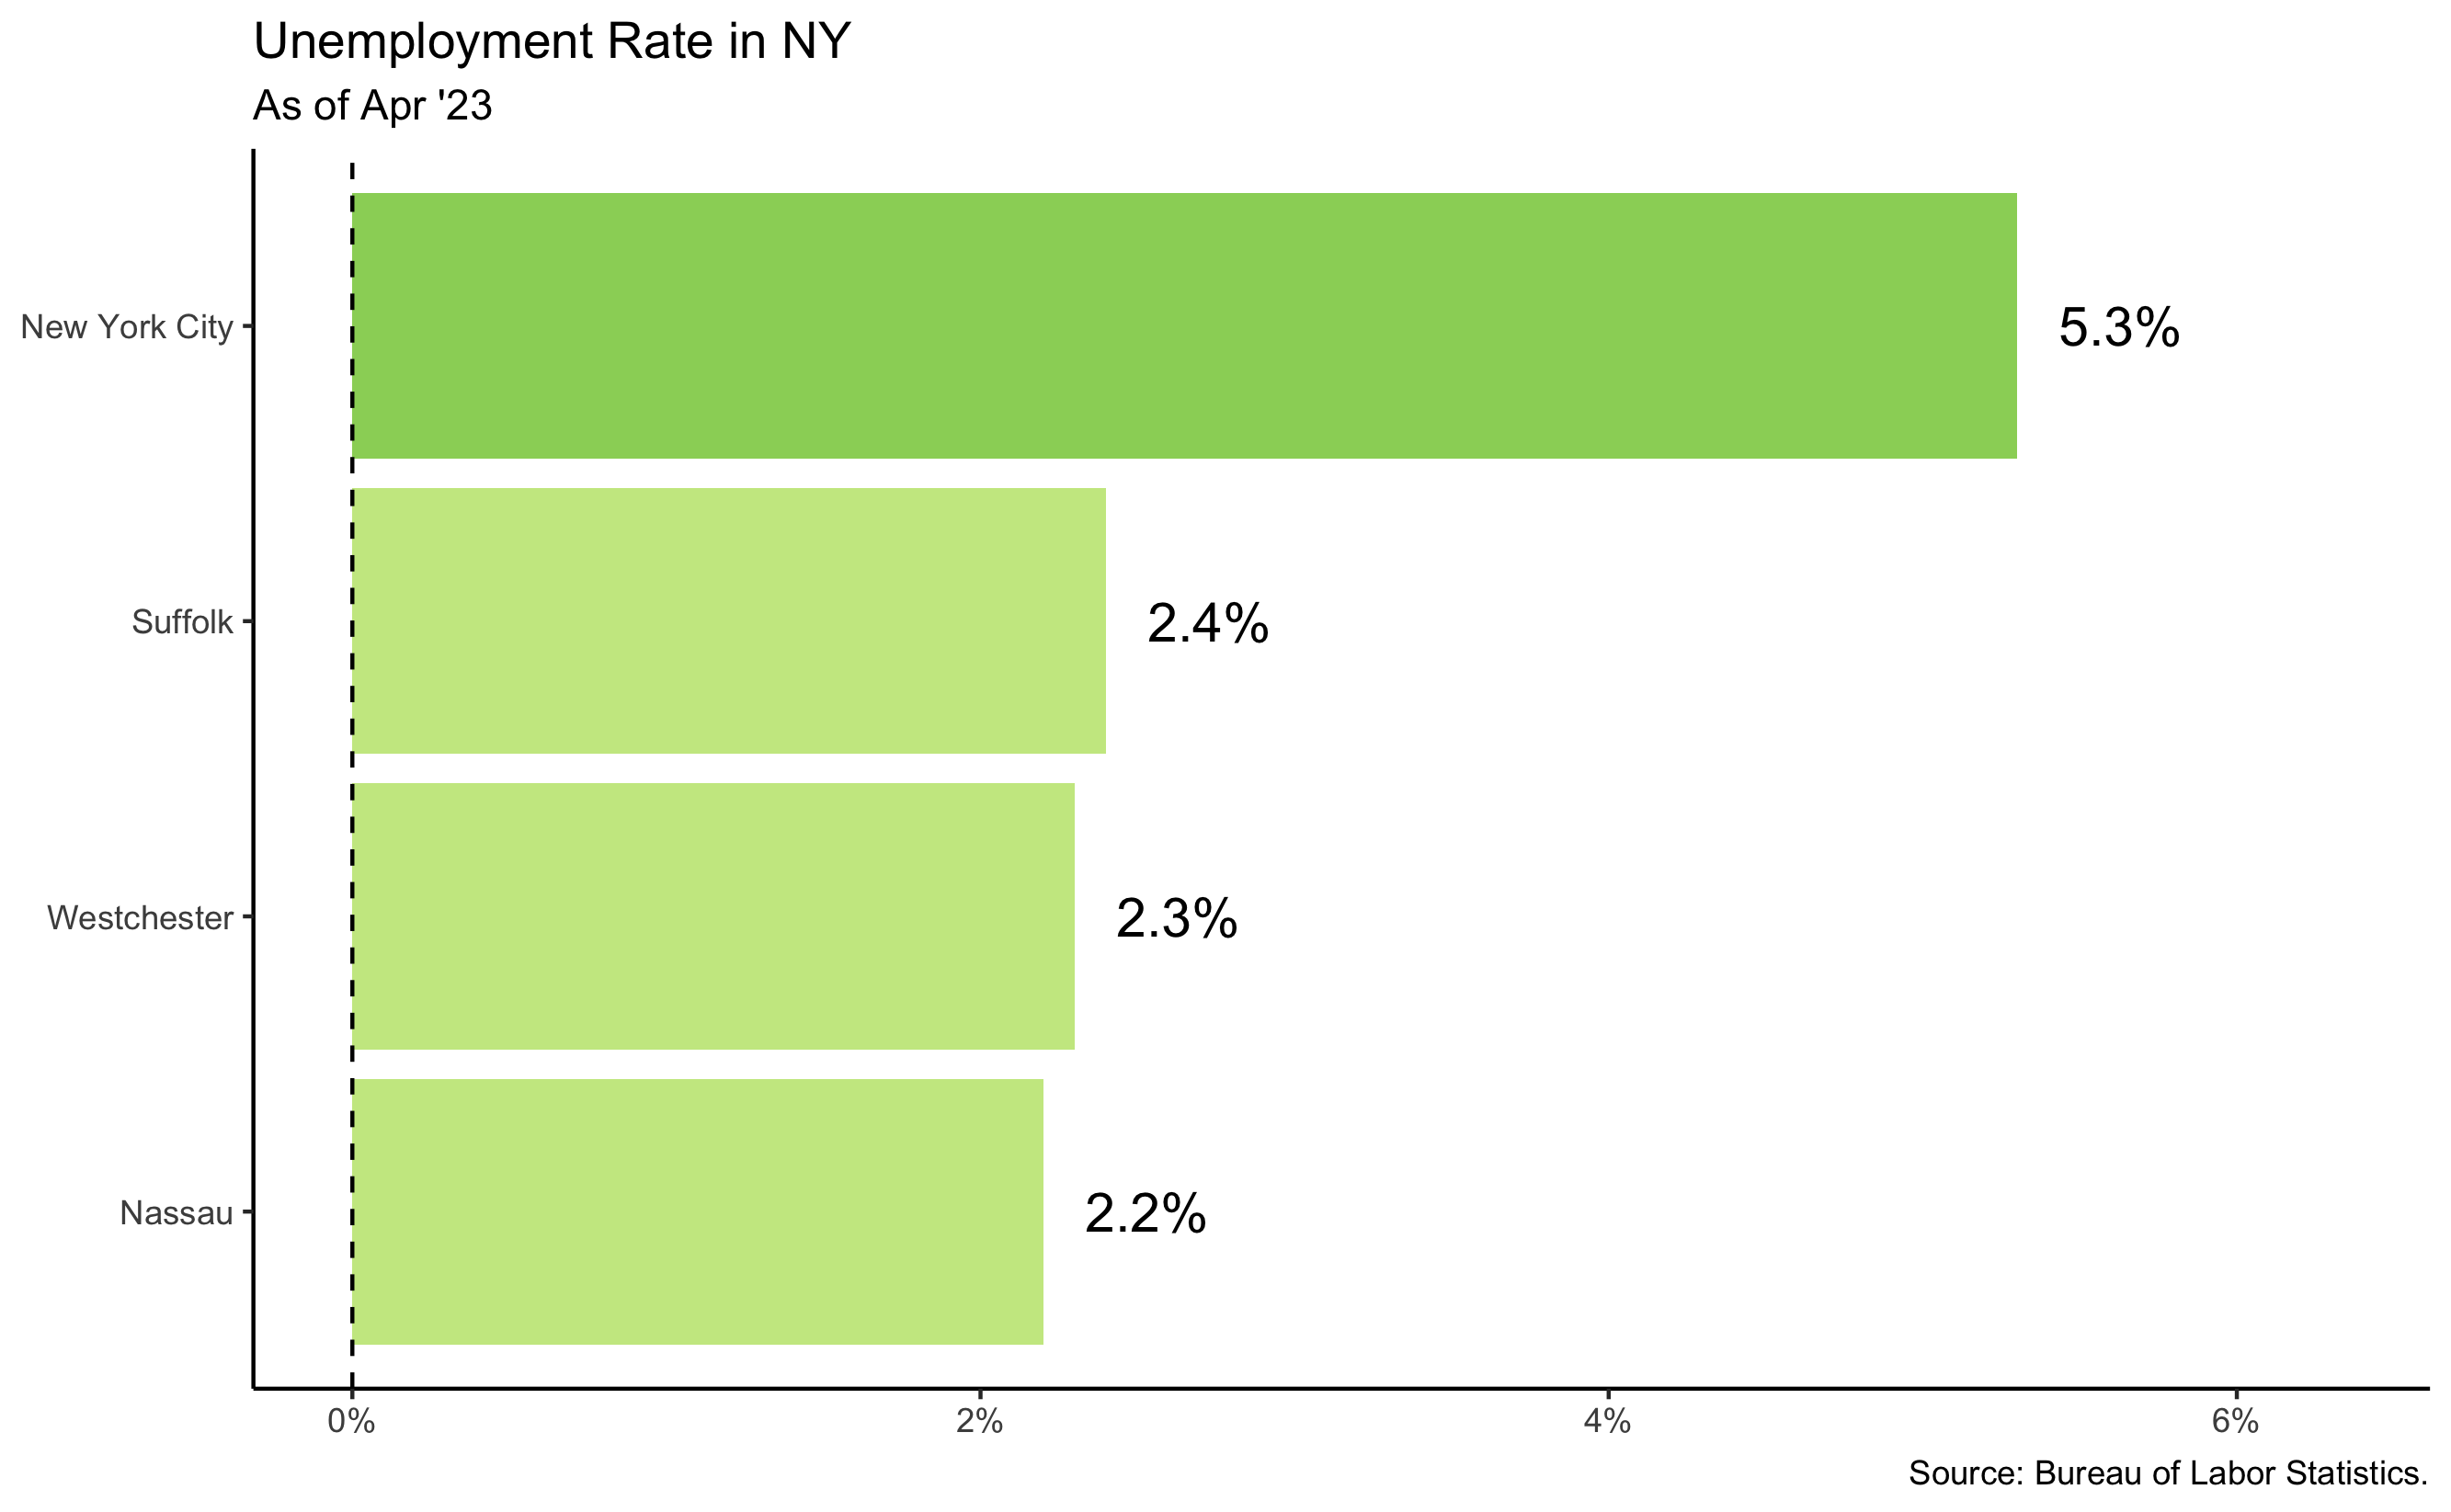 Unemployment Rate in NY
As of Apr '23
New York City
5.3%
Suffolk
2.4%
Westchester
2.3%
Nassau
2.2%
0%
2%
4%
6%
Source: Bureau of Labor Statistics.